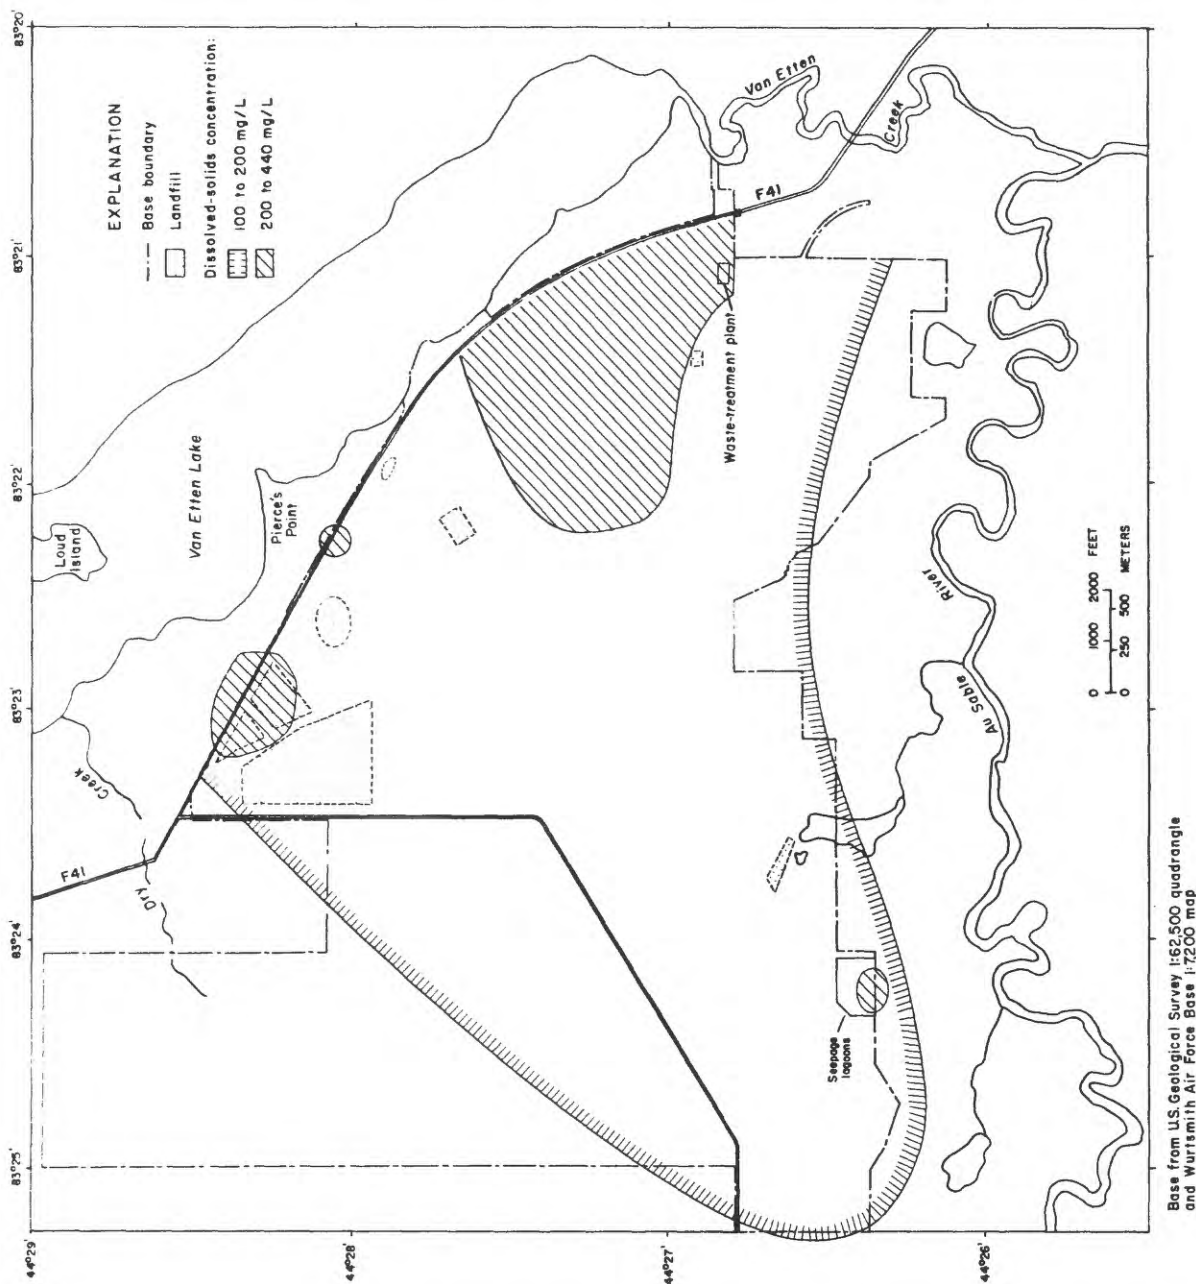 83°25'
83°24'
83°23'
83°22'
83°21'
83°20'
44°29'
44°28'
44°27'
44°26'
EXPLANATION
Base boundary
Landfill
Dissolved-solids concentration:
100 to 200 mg/L
200 to 440 mg/L
Loud
Island
Van Etten Lake
Pierce's
Point
F41
Dry
Creek
F41
Van Etten
Creek
Waste-treatment plant
Seepage
lagoons
Au Sable
River
0 1000 2000 FEET
0 250 500 METERS
Base from U.S. Geological Survey 1:62,500 quadrangle
and Wurtsmith Air Force Base 1:7200 map